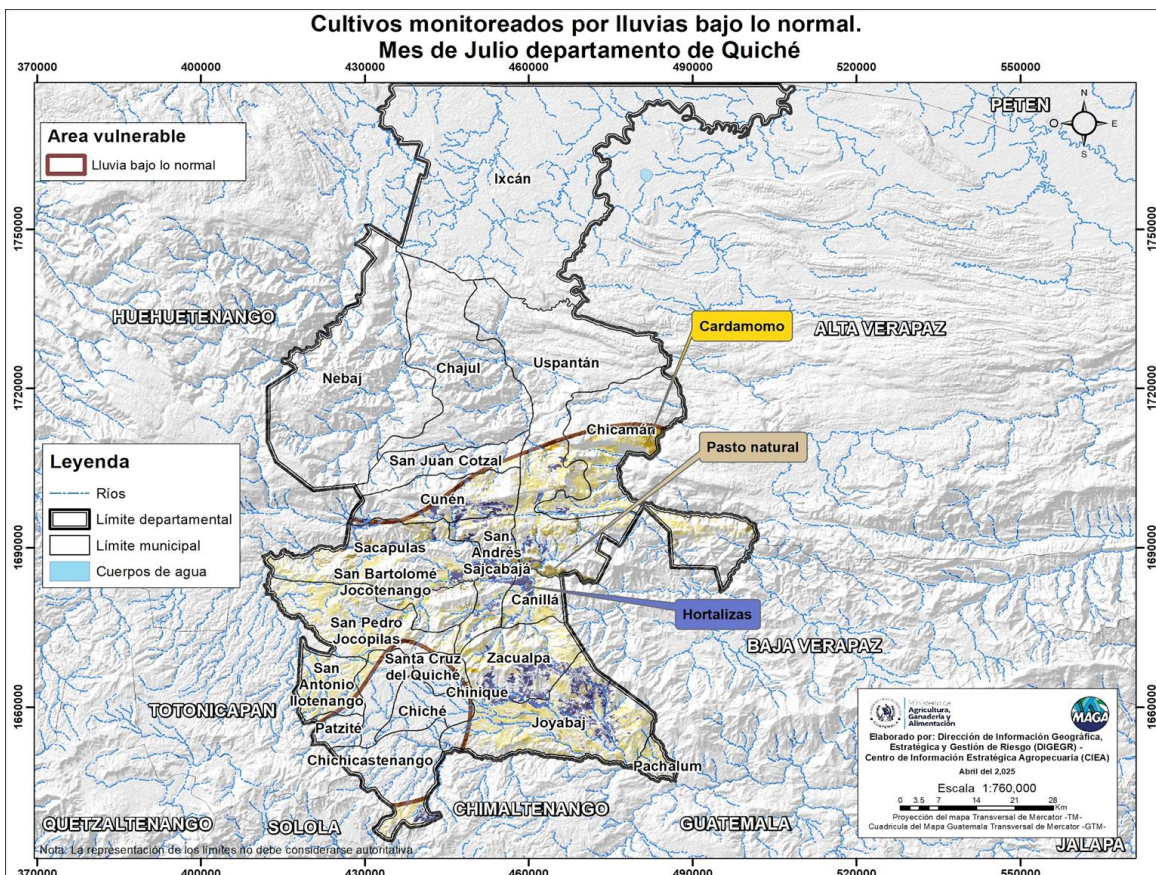 Cultivos monitoreados por lluvias bajo lo normal.
Mes de Julio departamento de Quiché
370000 400000 430000 460000 490000 520000 550000
Area vulnerable
Lluvia bajo lo normal
PETEN
N
O E
S
Ixcán
1750000 1750000
HUEHUETENANGO
Cardamomo
ALTA VERAPAZ
Uspantán
Chajul
Nebaj
1720000 1720000
Chicamán
Pasto natural
San Juan Cotzal
Leyenda
Ríos
Límite departamental
Límite municipal
Cuerpos de agua
Cunén
San
Andrés
Sajcabajá
Sacapulas
1690000 1690000
San Bartolomé
Jocotenango
Canillá
Hortalizas
San Pedro
Jocopilas
BAJA VERAPAZ
Santa Cruz
del Quiché
Zacualpa
San
Antonio
Ilotenango
Chinique
TOTONICAPAN
Chiché
Joyabaj
1660000 1660000
Patzité
Chichicastenango
Pachalum
CHIMALTENANGO
QUETZALTENANGO
SOLOLA
GUATEMALA
JALAPA
Ministerio de
Agricultura,
Ganadería y
Alimentación
MAGA
Elaborado por: Dirección de Información Geográfica,
Estratégica y Gestión de Riesgo (DIGEGR) -
Centro de Información Estratégica Agropecuaria (CIEA)
Abril del 2,025
Escala 1:760,000
0 3.5 7 14 21 28
Km
Proyección del mapa Transversal de Mercator -TM-
Cuadrícula del Mapa Guatemala Transversal de Mercator -GTM-
Nota: La representación de los límites no debe considerarse autoritativa.
370000 400000 430000 460000 490000 520000 550000